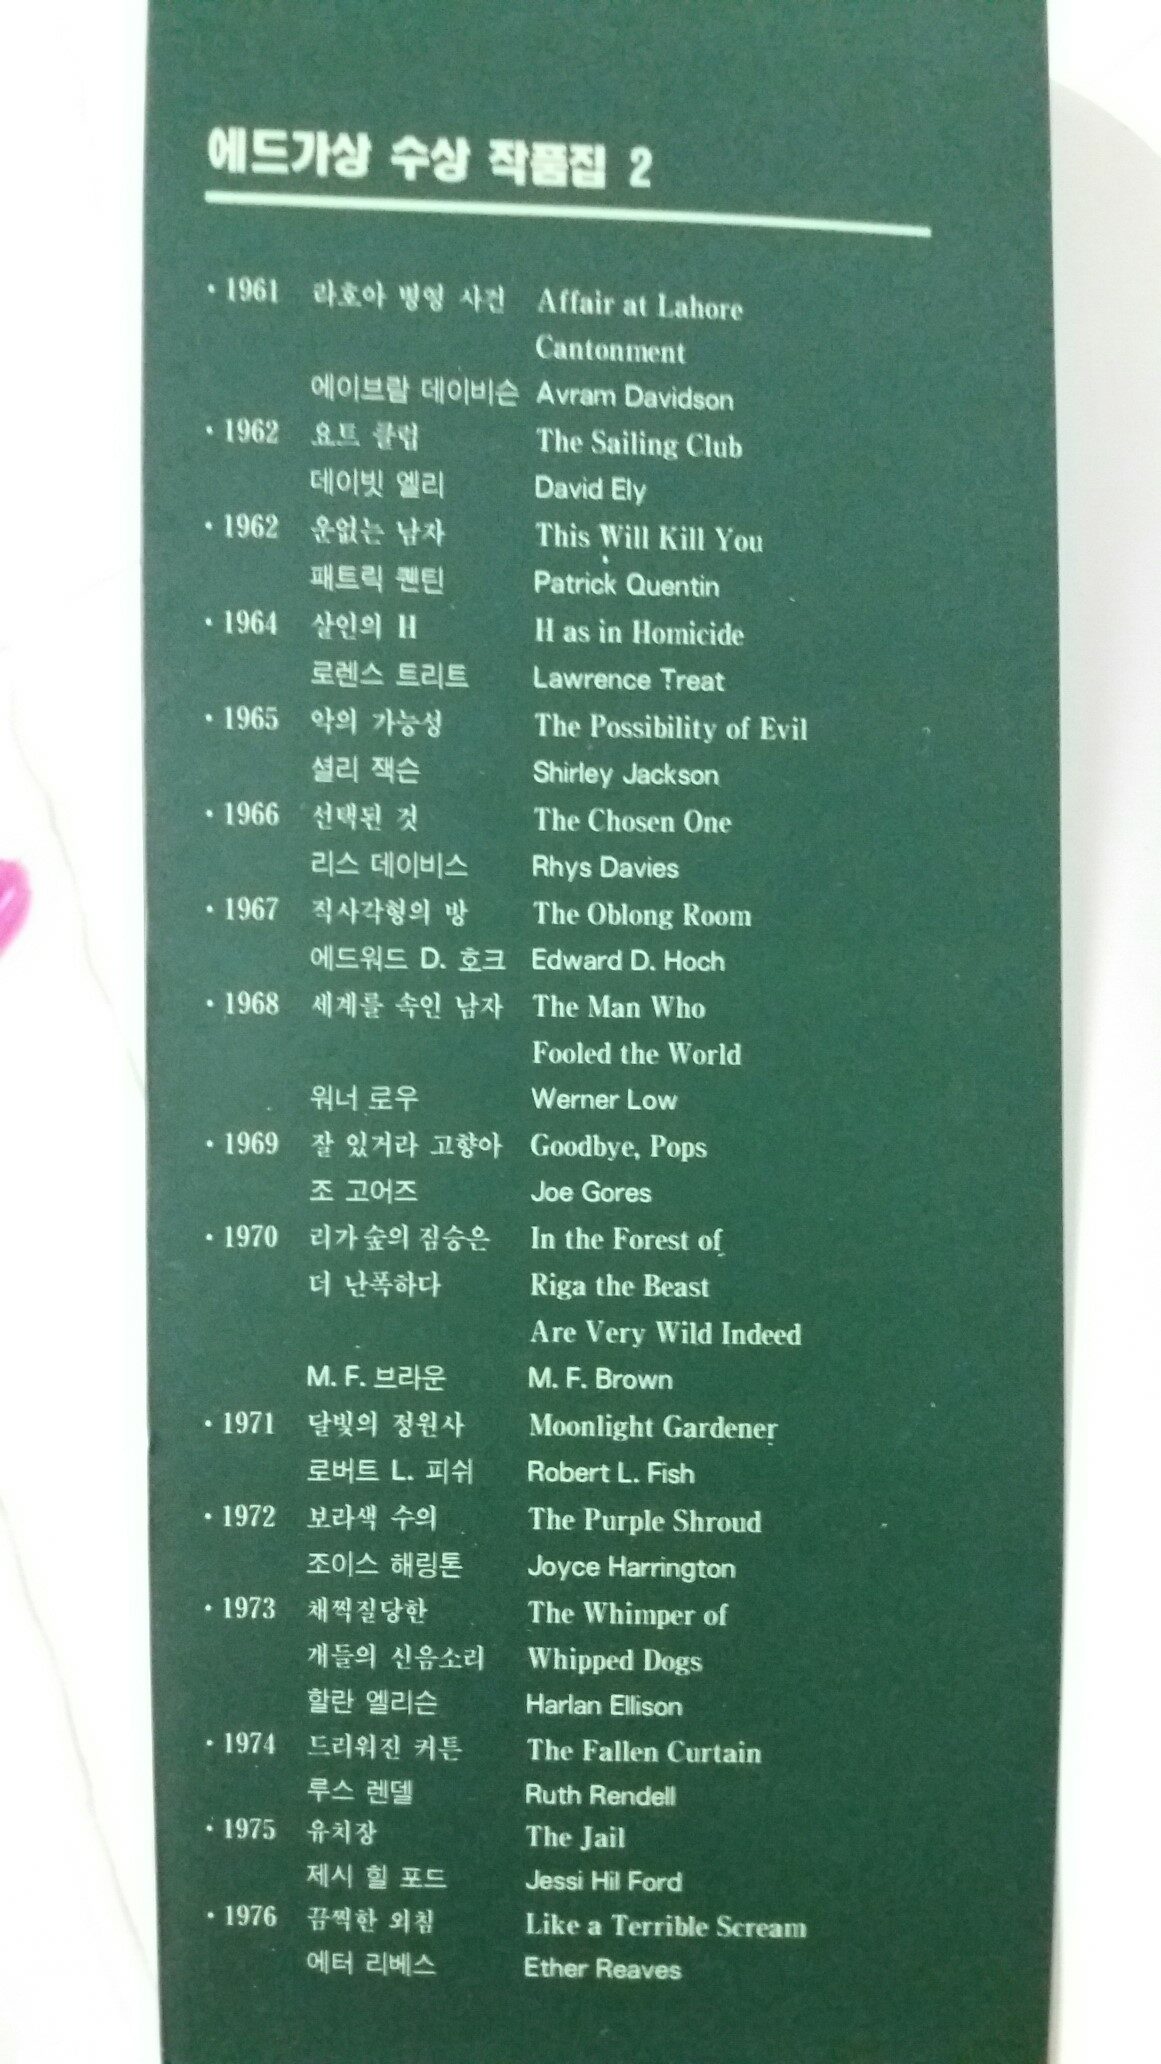 에드가상 수상 작품집 2
• 1961 라호아 병영 사건 Affair at Lahore
Cantonment
에이브람 데이비슨 Avram Davidson
• 1962 요트 클럽 The Sailing Club
데이빗 엘리 David Ely
• 1962 운없는 남자 This Will Kill You
패트릭 퀜틴 Patrick Quentin
• 1964 살인의 H H as in Homicide
로렌스 트리트 Lawrence Treat
• 1965 악의 가능성 The Possibility of Evil
셜리 잭슨 Shirley Jackson
• 1966 선택된 것 The Chosen One
리스 데이비스 Rhys Davies
• 1967 직사각형의 방 The Oblong Room
에드워드 D. 호크 Edward D. Hoch
• 1968 세계를 속인 남자 The Man Who
Fooled the World
워너 로우 Werner Low
• 1969 잘 있거라 고향아 Goodbye, Pops
조 고어즈 Joe Gores
• 1970 리가 숲의 짐승은 In the Forest of
더 난폭하다 Riga the Beast
Are Very Wild Indeed
M. F. 브라운 M. F. Brown
• 1971 달빛의 정원사 Moonlight Gardener
로버트 L. 피쉬 Robert L. Fish
• 1972 보라색 수의 The Purple Shroud
조이스 해링톤 Joyce Harrington
• 1973 채찍질당한 The Whimper of
개들의 신음소리 Whipped Dogs
할란 엘리슨 Harlan Ellison
• 1974 드리워진 커튼 The Fallen Curtain
루스 렌델 Ruth Rendell
• 1975 유치장 The Jail
제시 힐 포드 Jessi Hil Ford
• 1976 끔찍한 외침 Like a Terrible Scream
에터 리베스 Ether Reaves